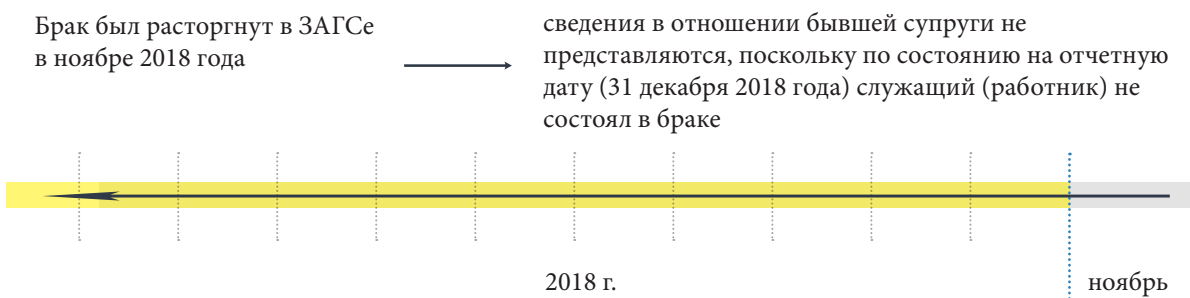 Брак был расторгнут в ЗАГСе
в ноябре 2018 года
сведения в отношении бывшей супруги не
представляются, поскольку по состоянию на отчетную
дату (31 декабря 2018 года) служащий (работник) не
состоял в браке
2018 г.
ноябрь